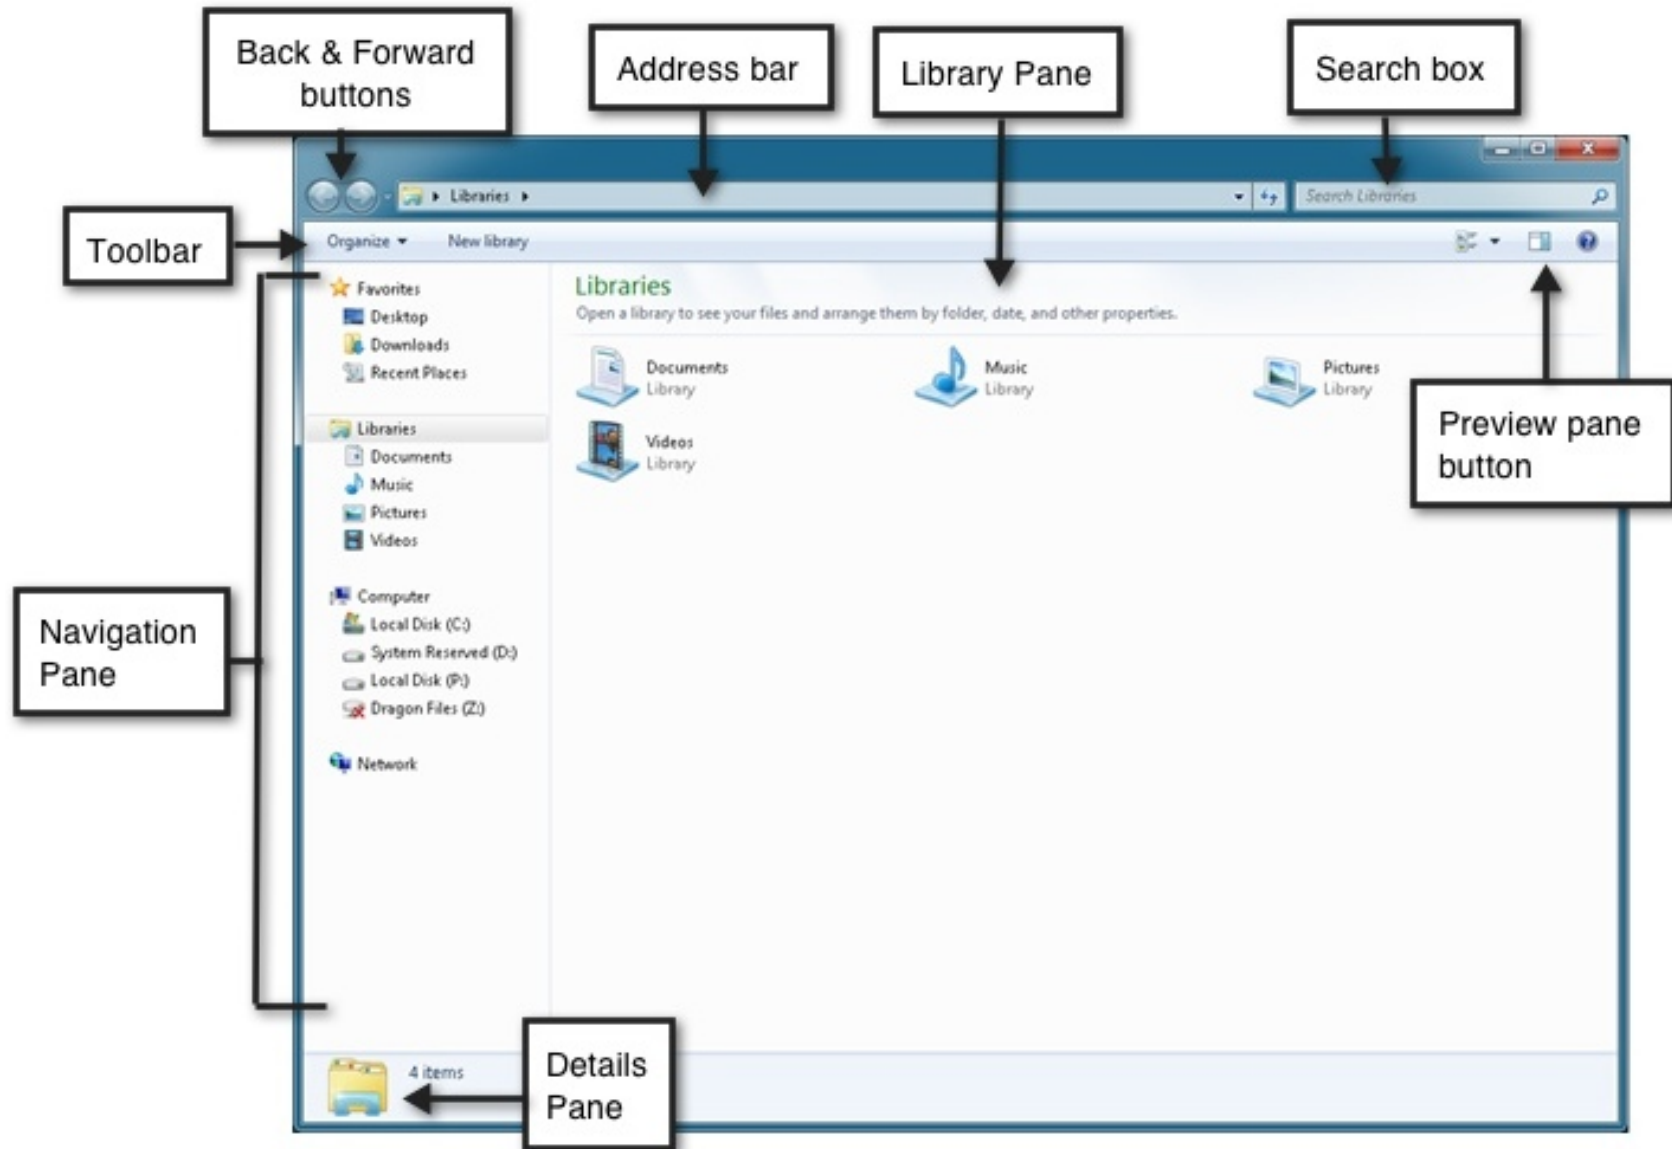 Back & Forward
buttons
Address bar
Library Pane
Search box
Libraries
Search Libraries
Toolbar
Organize
New library
Favorites
Desktop
Downloads
Recent Places
Libraries
Documents
Music
Pictures
Videos
Computer
Local Disk (C:)
System Reserved (D:)
Local Disk (P:)
Dragon Files (Z:)
Network
Libraries
Open a library to see your files and arrange them by folder, date, and other properties.
Documents
Library
Music
Library
Pictures
Library
Videos
Library
Preview pane
button
Navigation
Pane
4 items
Details
Pane